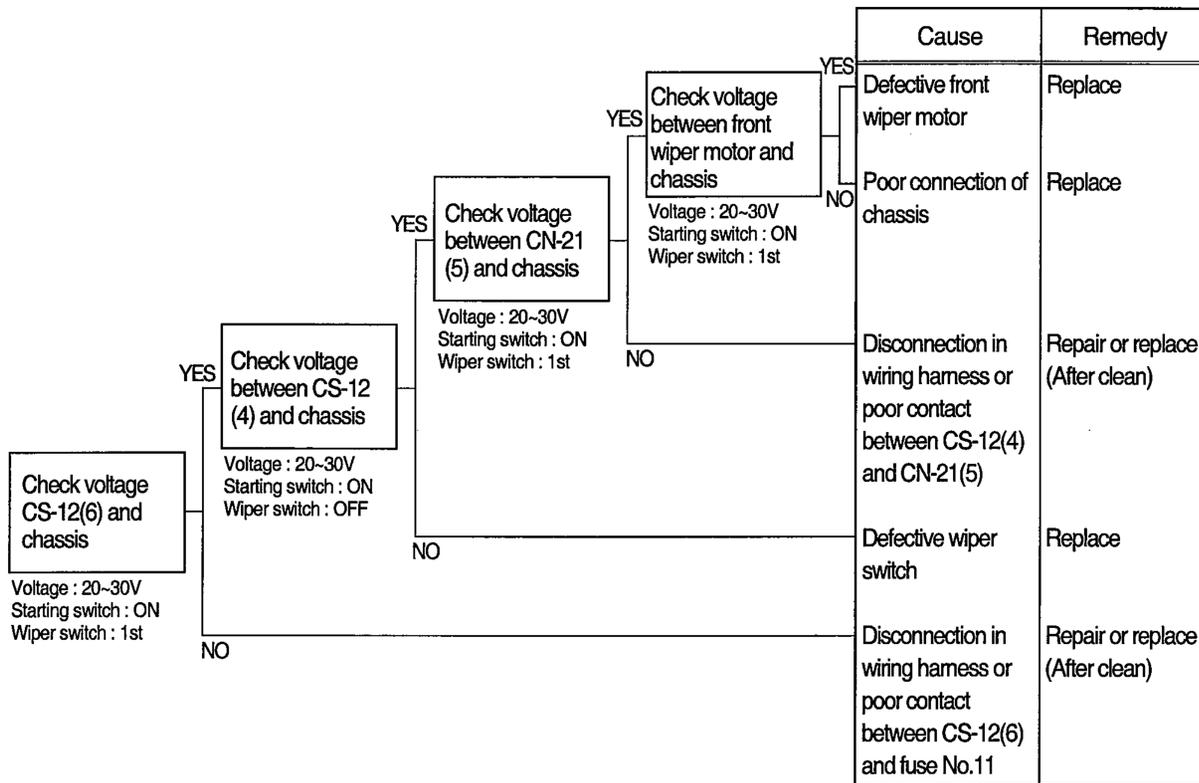 Cause
Remedy
YES
Defective front
wiper motor
Replace
NO
Poor connection of
chassis
Replace
YES
Check voltage
between front
wiper motor and
chassis
Voltage : 20~30V
Starting switch : ON
Wiper switch : 1st
YES
Check voltage
between CN-21
(5) and chassis
Voltage : 20~30V
Starting switch : ON
Wiper switch : 1st
NO
Disconnection in
wiring harness or
poor contact
between CS-12(4)
and CN-21(5)
Repair or replace
(After clean)
YES
Check voltage
between CS-12
(4) and chassis
Voltage : 20~30V
Starting switch : ON
Wiper switch : OFF
NO
Defective wiper
switch
Replace
Check voltage
CS-12(6) and
chassis
Voltage : 20~30V
Starting switch : ON
Wiper switch : 1st
NO
Disconnection in
wiring harness or
poor contact
between CS-12(6)
and fuse No.11
Repair or replace
(After clean)